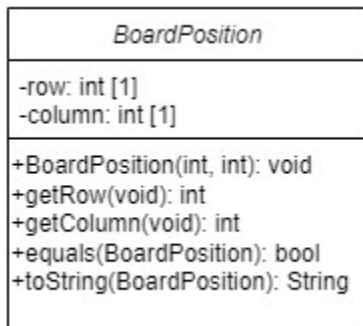 BoardPosition
-row: int [1]
-column: int [1]
+BoardPosition(int, int): void
+getRow(void): int
+getColumn(void): int
+equals(BoardPosition): bool
+toString(BoardPosition): String